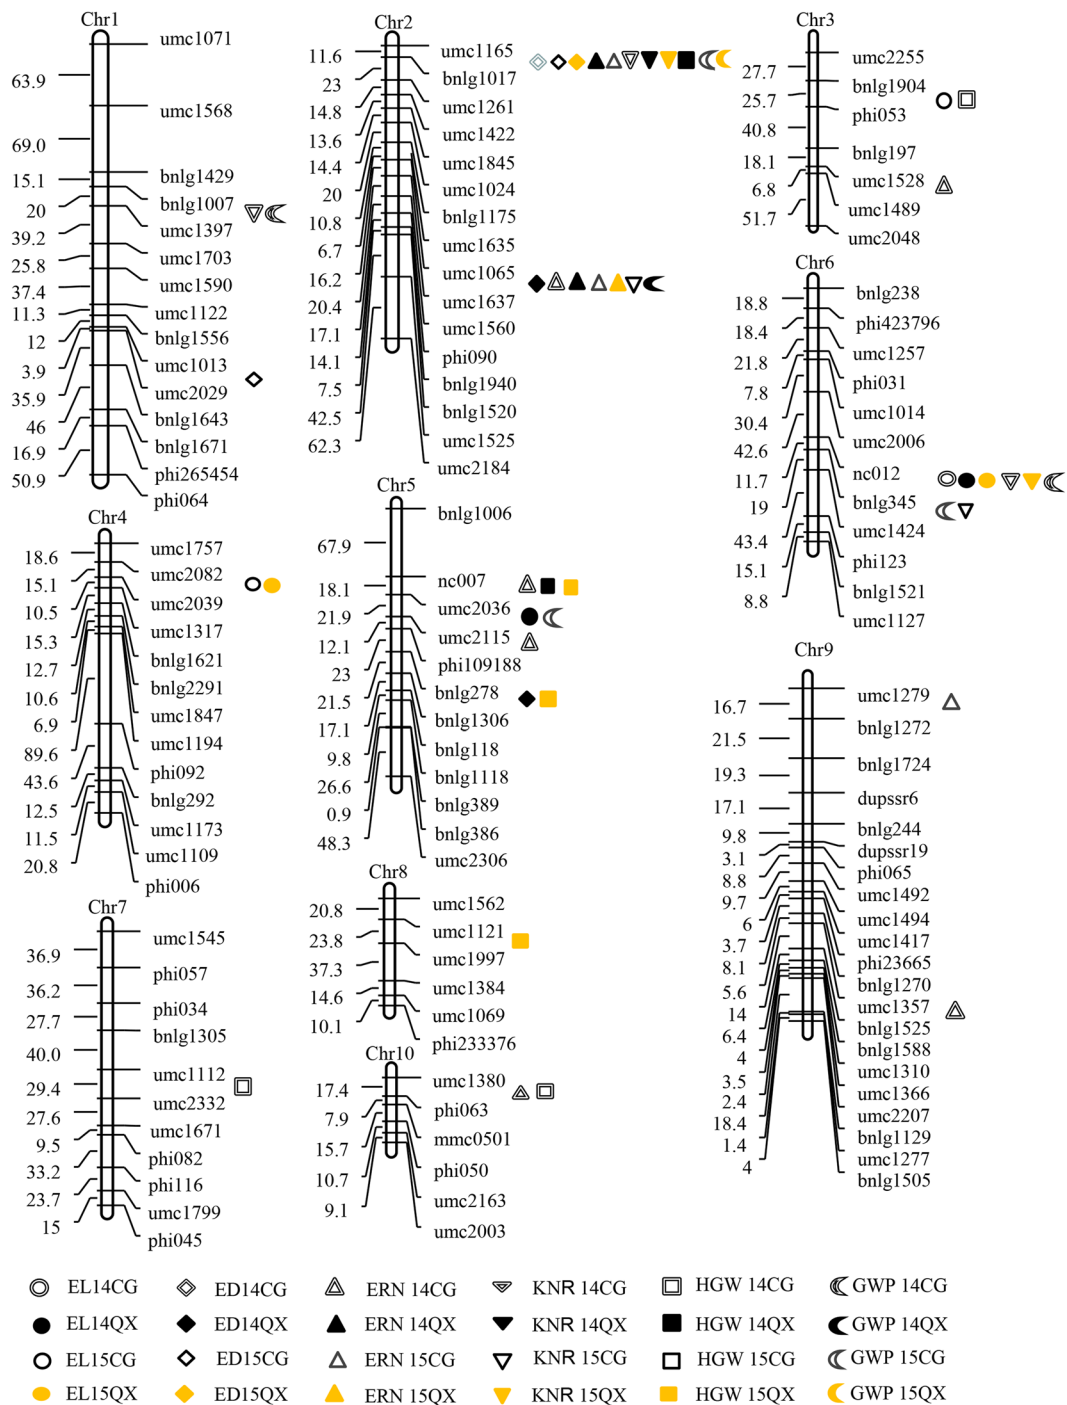 Chr1
umc1071
63.9
umc1568
69.0
bnlg1429
15.1
bnlg1007
20
umc1397
39.2
umc1703
25.8
umc1590
37.4
umc1122
11.3
bnlg1556
12
umc1013
3.9
umc2029
35.9
bnlg1643
46
bnlg1671
16.9
phi265454
50.9
phi064
Chr2
umc1165
11.6
bnlg1017
23
umc1261
14.8
umc1422
13.6
umc1845
14.4
umc1024
20
bnlg1175
10.8
umc1635
6.7
umc1065
16.2
umc1637
20.4
umc1560
17.1
phi090
14.1
bnlg1940
7.5
bnlg1520
42.5
umc1525
62.3
umc2184
Chr3
umc2255
27.7
bnlg1904
25.7
phi053
40.8
bnlg197
18.1
umc1528
6.8
umc1489
51.7
umc2048
Chr4
umc1757
18.6
umc2082
15.1
umc2039
10.5
umc1317
15.3
bnlg1621
12.7
bnlg2291
10.6
umc1847
6.9
umc1194
89.6
phi092
43.6
bnlg292
12.5
umc1173
11.5
umc1109
20.8
phi006
Chr5
bnlg1006
67.9
nc007
18.1
umc2036
21.9
umc2115
12.1
phi109188
23
bnlg278
21.5
bnlg1306
17.1
bnlg118
9.8
bnlg1118
26.6
bnlg389
0.9
bnlg386
48.3
umc2306
Chr6
bnlg238
18.8
phi423796
18.4
umc1257
21.8
phi031
7.8
umc1014
30.4
umc2006
42.6
nc012
11.7
bnlg345
19
umc1424
43.4
phi123
15.1
bnlg1521
8.8
umc1127
Chr7
umc1545
36.9
phi057
36.2
phi034
27.7
bnlg1305
40.0
umc1112
29.4
umc2332
27.6
umc1671
9.5
phi082
33.2
phi116
23.7
umc1799
15
phi045
Chr8
umc1562
20.8
umc1121
23.8
umc1997
37.3
umc1384
14.6
umc1069
10.1
phi233376
Chr9
umc1279
16.7
bnlg1272
21.5
bnlg1724
19.3
dupssr6
17.1
bnlg244
9.8
dupssr19
3.1
phi065
8.8
umc1492
9.7
umc1494
6
umc1417
3.7
phi23665
8.1
bnlg1270
5.6
umc1357
14
bnlg1525
6.4
bnlg1588
4
umc1310
3.5
umc1366
2.4
umc2207
18.4
bnlg1129
1.4
umc1277
4
bnlg1505
Chr10
umc1380
17.4
phi063
7.9
mmc0501
15.7
phi050
10.7
umc2163
9.1
umc2003
EL14CG ED14CG ERN 14CG KNR 14CG HGW 14CG GWP 14CG
EL14QX ED14QX ERN 14QX KNR 14QX HGW 14QX GWP 14QX
EL15CG ED15CG ERN 15CG KNR 15CG HGW 15CG GWP 15CG
EL15QX ED15QX ERN 15QX KNR 15QX HGW 15QX GWP 15QX